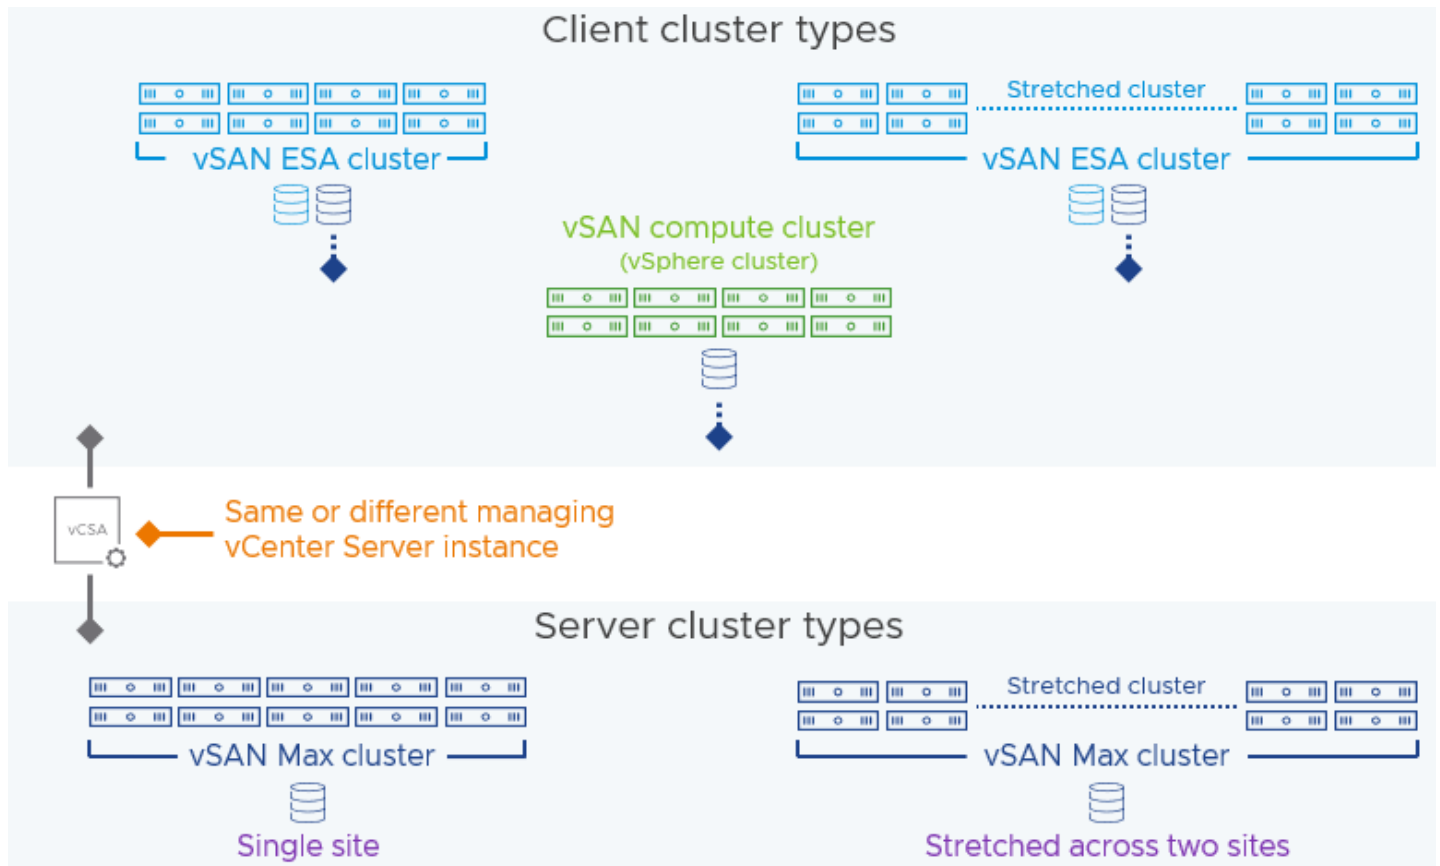 Client cluster types
Stretched cluster
vSAN ESA cluster
vSAN ESA cluster
vSAN compute cluster
(vSphere cluster)
vCSA
Same or different managing
vCenter Server instance
Server cluster types
Stretched cluster
vSAN Max cluster
vSAN Max cluster
Single site
Stretched across two sites